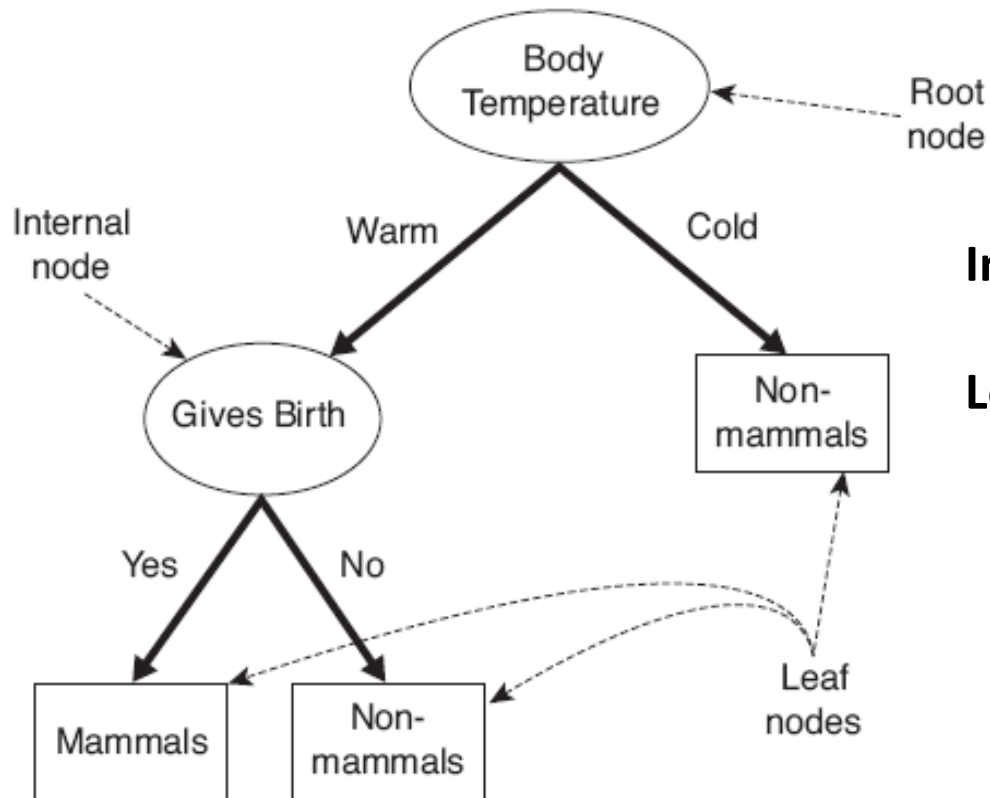 Body
Temperature
Root
node
Internal
node
Warm
Cold
Gives Birth
Non-
mammals
Yes
No
Mammals
Non-
mammals
Leaf
nodes